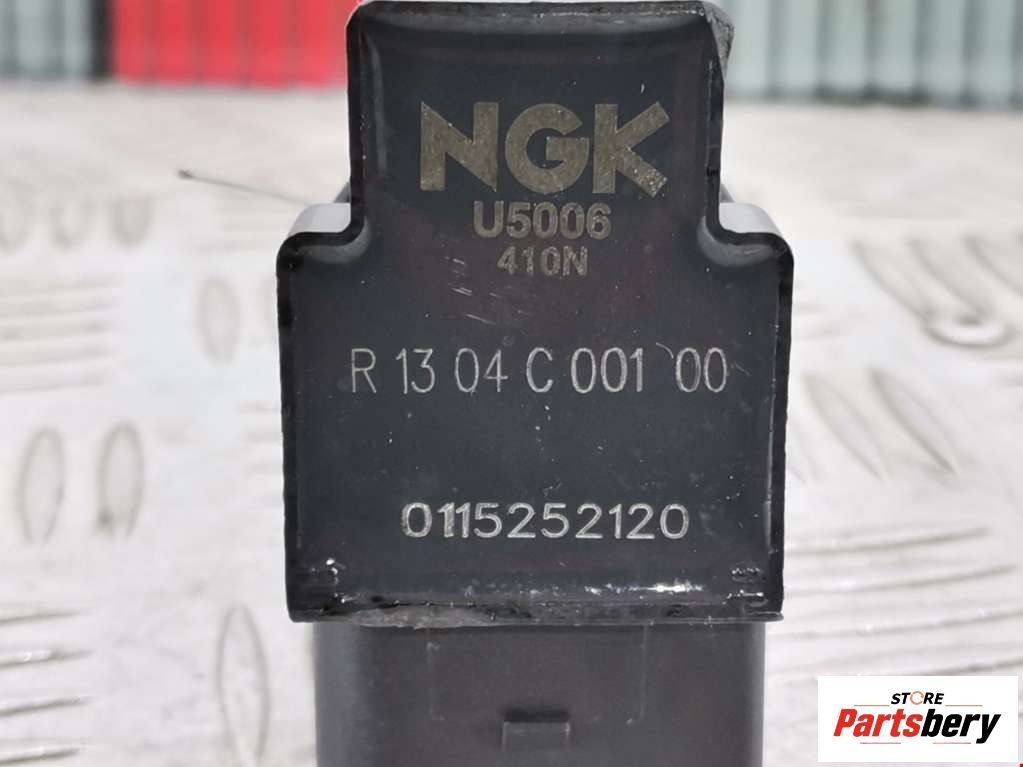 NGK
U5006
410N
R 13 04 C 001 00
0115252120
STORE
Partsbery